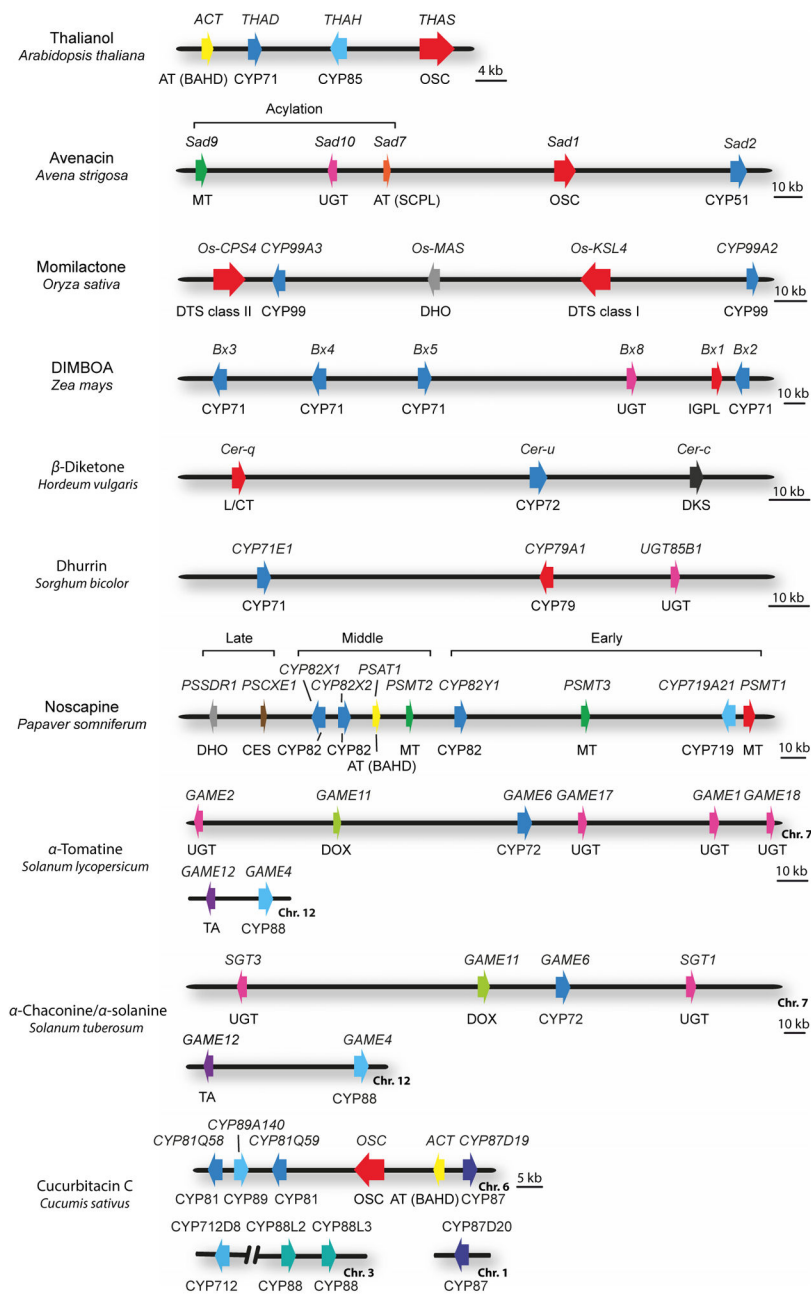 ACT THAD THAH THAS
Thalianol
Arabidopsis thaliana
AT (BAHD) CYP71 CYP85 OSC
4 kb
Acylation
Sad9 Sad10 Sad7 Sad1 Sad2
Avenacin
Avena strigosa
MT UGT AT (SCPL) OSC CYP51
10 kb
Os-CPS4 CYP99A3 Os-MAS Os-KSL4 CYP99A2
Momilactone
Oryza sativa
DTS class II CYP99 DHO DTS class I CYP99
10 kb
Bx3 Bx4 Bx5 Bx8 Bx1 Bx2
DIMBOA
Zea mays
CYP71 CYP71 CYP71 UGT IGPL CYP71
10 kb
Cer-q Cer-u Cer-c
β-Diketone
Hordeum vulgaris
L/CT CYP72 DKS
10 kb
CYP71E1 CYP79A1 UGT85B1
Dhurrin
Sorghum bicolor
CYP71 CYP79 UGT
10 kb
Late Middle Early
CYP82X1 PSAT1
PSSDR1 PSCXE1 CYP82X2 PSMT2 CYP82Y1 PSMT3 CYP719A21 PSMT1
Noscapine
Papaver somniferum
DHO CES CYP82 CYP82 MT CYP82 MT CYP719 MT
AT (BAHD)
10 kb
GAME2 GAME11 GAME6 GAME17 GAME1 GAME18
α-Tomatine
Solanum lycopersicum
Chr. 7
UGT DOX CYP72 UGT UGT UGT
10 kb
GAME12 GAME4
Chr. 12
TA CYP88
SGT3 GAME11 GAME6 SGT1
α-Chaconine/α-solanine
Solanum tuberosum
Chr. 7
UGT DOX CYP72 UGT
10 kb
GAME12 GAME4
Chr. 12
TA CYP88
CYP89A140
CYP81Q58 CYP81Q59 OSC ACT CYP87D19
Cucurbitacin C
Cucumis sativus
Chr. 6
5 kb
CYP81 CYP89 CYP81 OSC AT (BAHD) CYP87
CYP712D8 CYP88L2 CYP88L3 CYP87D20
Chr. 3 Chr. 1
CYP712 CYP88 CYP88 CYP87